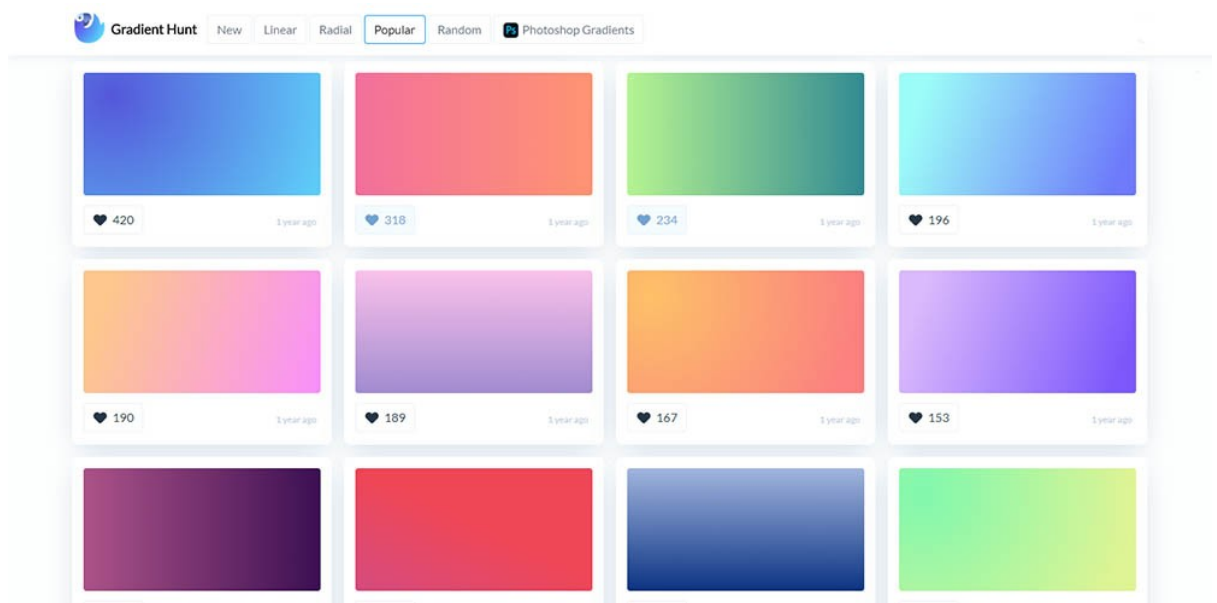 Gradient Hunt New Linear Radial Popular Random Ps Photoshop Gradients
420 1 year ago 318 1 year ago 234 1 year ago 196 1 year ago
190 1 year ago 189 1 year ago 167 1 year ago 153 1 year ago